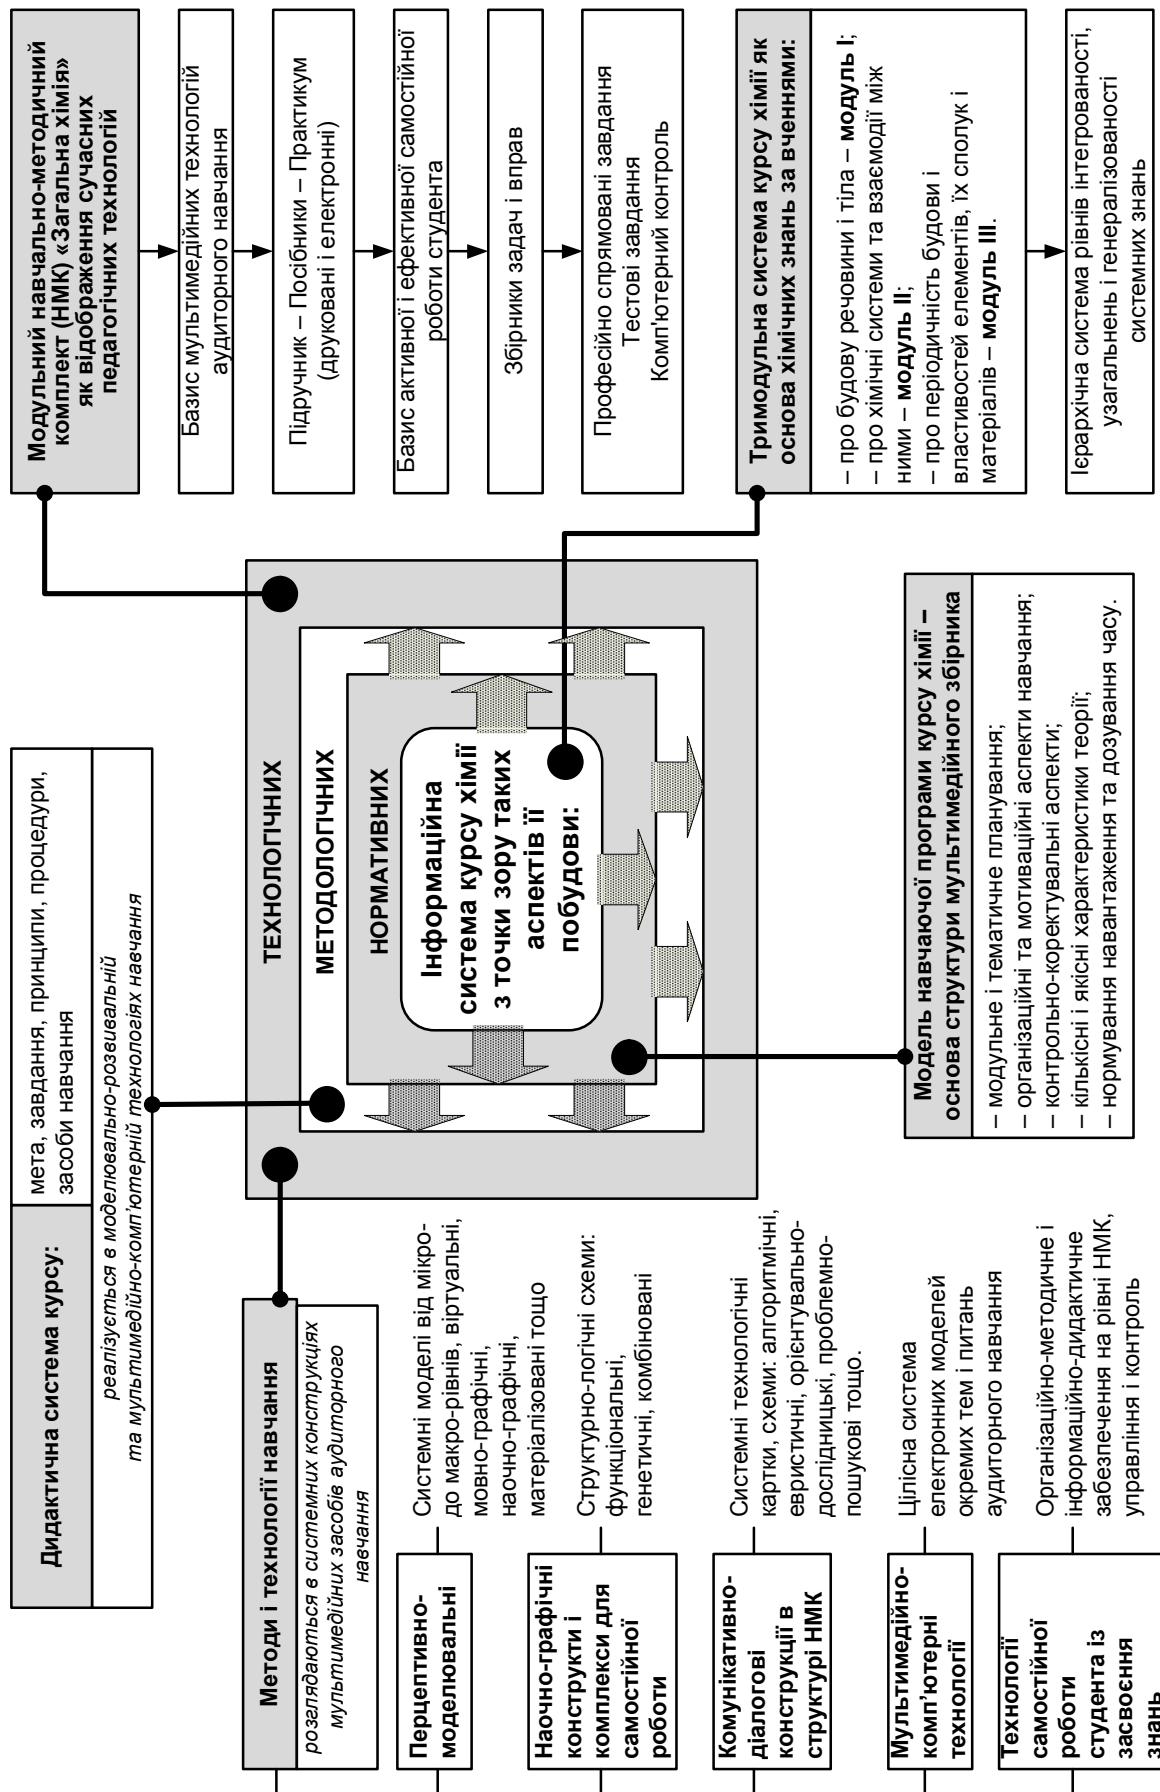 Дидактична система курсу:
мета, завдання, принципи, процедури,
засоби навчання
реалізується в моделювально-розвивальній
та мультимедійно-комп'ютерній технологіях навчання
Модульний навчально-методичний
комплект (НМК) «Загальна хімія»
як відображення сучасних
педагогічних технологій
Базис мультимедійних технологій
аудиторного навчання
Підручник – Посібники – Практикум
(друковані і електронні)
Базис активної і ефективної самостійної
роботи студента
Збірники задач і вправ
Професійно спрямовані завдання
Тестові завдання
Комп'ютерний контроль
Методи і технології навчання
розглядаються в системних конструкціях
мультимедійних засобів аудиторного
навчання
ТЕХНОЛОГІЧНИХ
МЕТОДОЛОГІЧНИХ
НОРМАТИВНИХ
Інформаційна
система курсу хімії
з точки зору таких
аспектів її
побудови:
Перцептивно-
моделювальні
Системні моделі від мікро-
до макро-рівнів, віртуальні,
мовно-графічні,
наочно-графічні,
матеріалізовані тощо
Наочно-графічні
конструкти і
комплекси для
самостійної
роботи
Структурно-логічні схеми:
функціональні,
генетичні, комбіновані
Комунікативно-
діалогові
конструкції в
структурі НМК
Системні технологічні
картки, схеми: алгоритмічні,
евристичні, орієнтувально-
дослідницькі, проблемно-
пошукові тощо.
Мультимедійно-
комп’ютерні
технології
Цілісна система
електронних моделей
окремих тем і питань
аудиторного навчання
Технології
самостійної
роботи
студента із
засвоєння
знань
Організаційно-методичне і
інформаційно-дидактичне
забезпечення на рівні НМК,
управління і контроль
Модель навчаючої програми курсу хімії –
основа структури мультимедійного збірника
– модульне і тематичне планування;
– організаційні та мотиваційні аспекти навчання;
– контрольно-коректувальні аспекти;
– кількісні і якісні характеристики теорії;
– нормування навантаження та дозування часу.
Тримодульна система курсу хімії як
основа хімічних знань за вченнями:
– про будову речовини і тіла – модуль І;
– про хімічні системи та взаємодії між
ними – модуль ІІ;
– про періодичність будови і
властивостей елементів, їх сполук і
матеріалів – модуль ІІІ.
Ієрархічна система рівнів інтегрованості,
узагальнень і генералізованості
системних знань